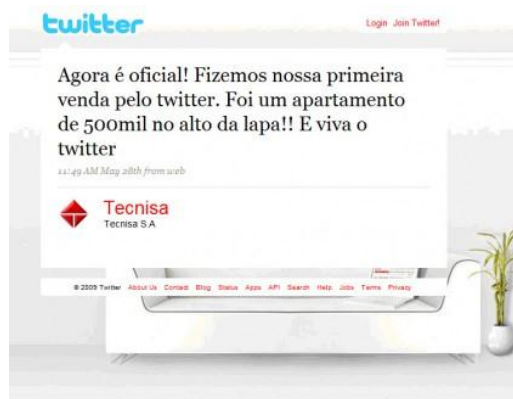 twitter
Login Join Twitter!
Agora é oficial! Fizemos nossa primeira
venda pelo twitter. Foi um apartamento
de 500mil no alto da lapa!! E viva o
twitter
11:49 AM May 28th from web
Tecnisa
Tecnisa S.A
© 2009 Twitter About Us Contact Blog Status Apps API Search Help Jobs Terms Privacy